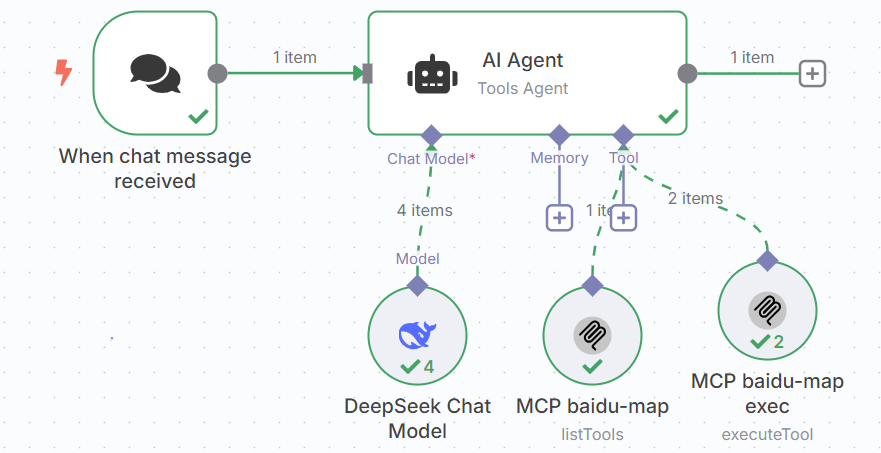 1 item
AI Agent
Tools Agent
1 item
When chat message
received
Chat Model*
Memory
Tool
4 items
1 ite
2 items
Model
4
2
DeepSeek Chat
Model
MCP baidu-map
listTools
MCP baidu-map
exec
executeTool